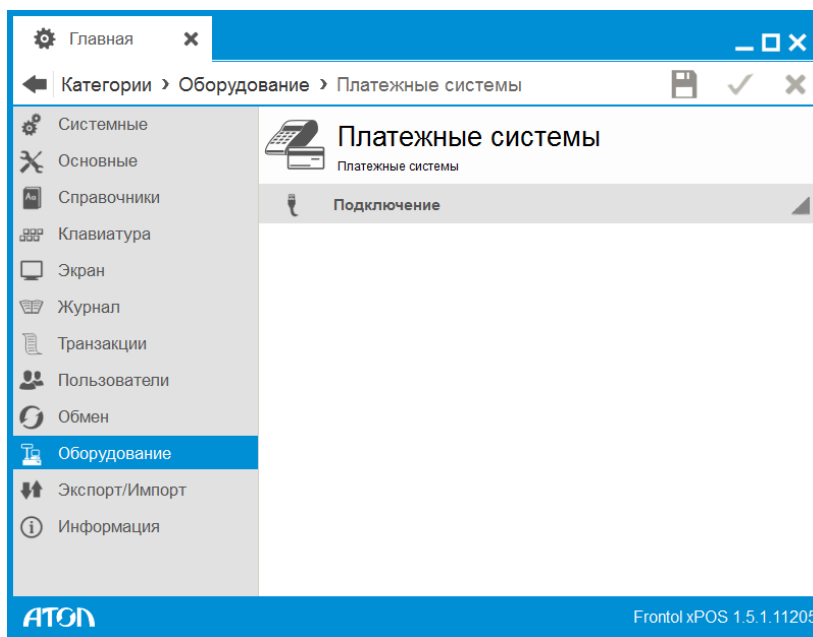 Главная
Категории › Оборудование › Платежные системы
Системные
Основные
Справочники
Клавиатура
Экран
Журнал
Транзакции
Пользователи
Обмен
Оборудование
Экспорт/Импорт
Информация
Платежные системы
Платежные системы
Подключение
АТОЛ
Frontol xPOS 1.5.1.11205